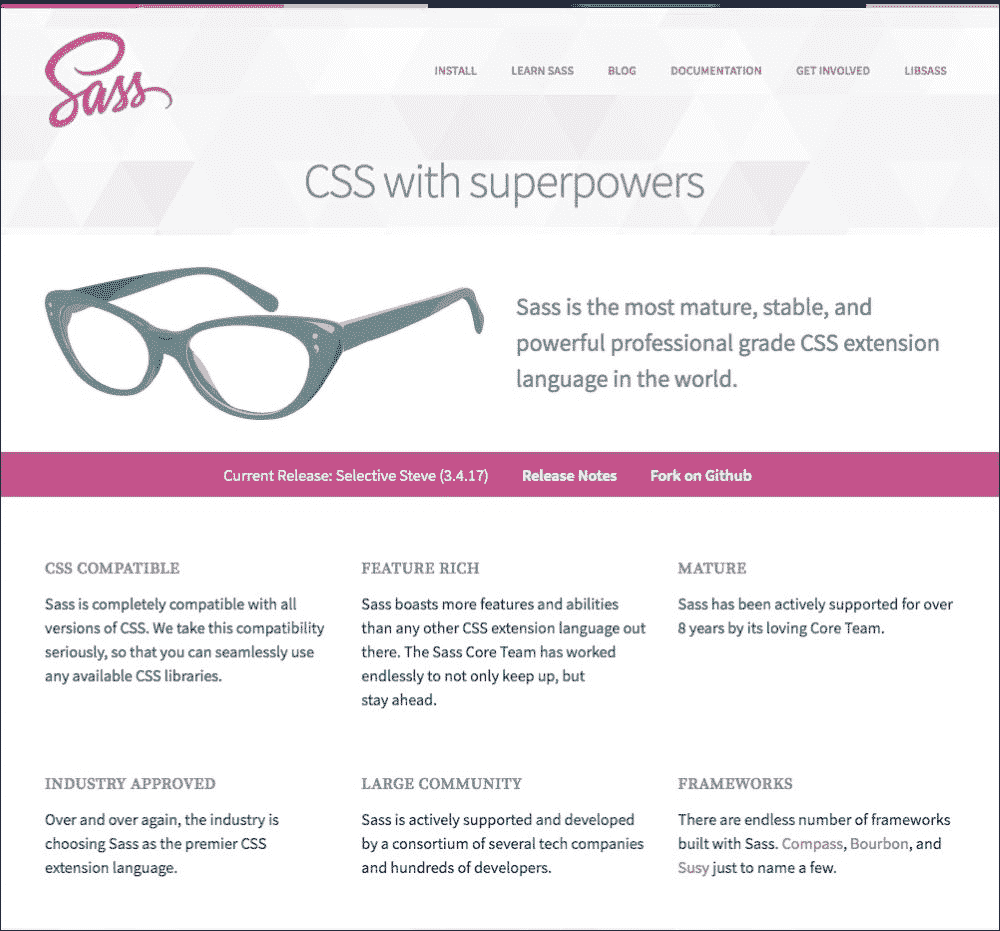 Sass
INSTALL LEARN SASS BLOG DOCUMENTATION GET INVOLVED LIBSASS
CSS with superpowers
Sass is the most mature, stable, and
powerful professional grade CSS extension
language in the world.
Current Release: Selective Steve (3.4.17) Release Notes Fork on Github
CSS COMPATIBLE
Sass is completely compatible with all
versions of CSS. We take this compatibility
seriously, so that you can seamlessly use
any available CSS libraries.
FEATURE RICH
Sass boasts more features and abilities
than any other CSS extension language out
there. The Sass Core Team has worked
endlessly to not only keep up, but
stay ahead.
MATURE
Sass has been actively supported for over
8 years by its loving Core Team.
INDUSTRY APPROVED
Over and over again, the industry is
choosing Sass as the premier CSS
extension language.
LARGE COMMUNITY
Sass is actively supported and developed
by a consortium of several tech companies
and hundreds of developers.
FRAMEWORKS
There are endless number of frameworks
built with Sass. Compass, Bourbon, and
Susy just to name a few.